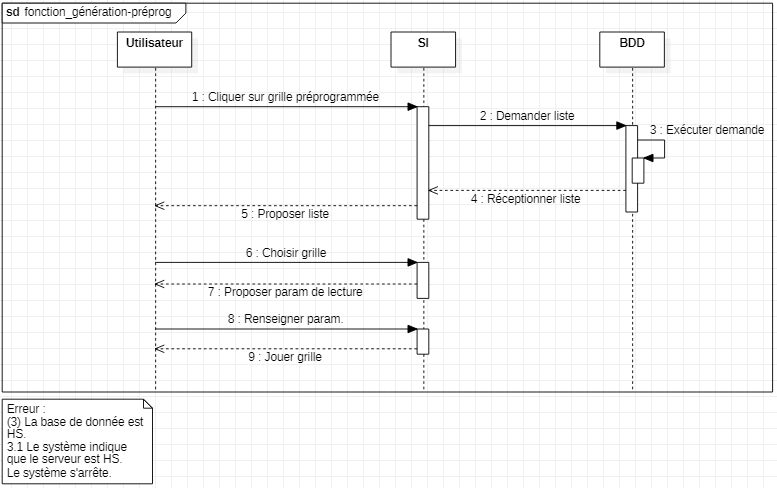 sd fonction_génération-préprog
Utilisateur
SI
BDD
1 : Cliquer sur grille préprogrammée
2 : Demander liste
3 : Exécuter demande
4 : Réceptionner liste
5 : Proposer liste
6 : Choisir grille
7 : Proposer param de lecture
8 : Renseigner param.
9 : Jouer grille
Erreur :
(3) La base de donnée est
HS.
3.1 Le système indique
que le serveur est HS.
Le système s'arrête.